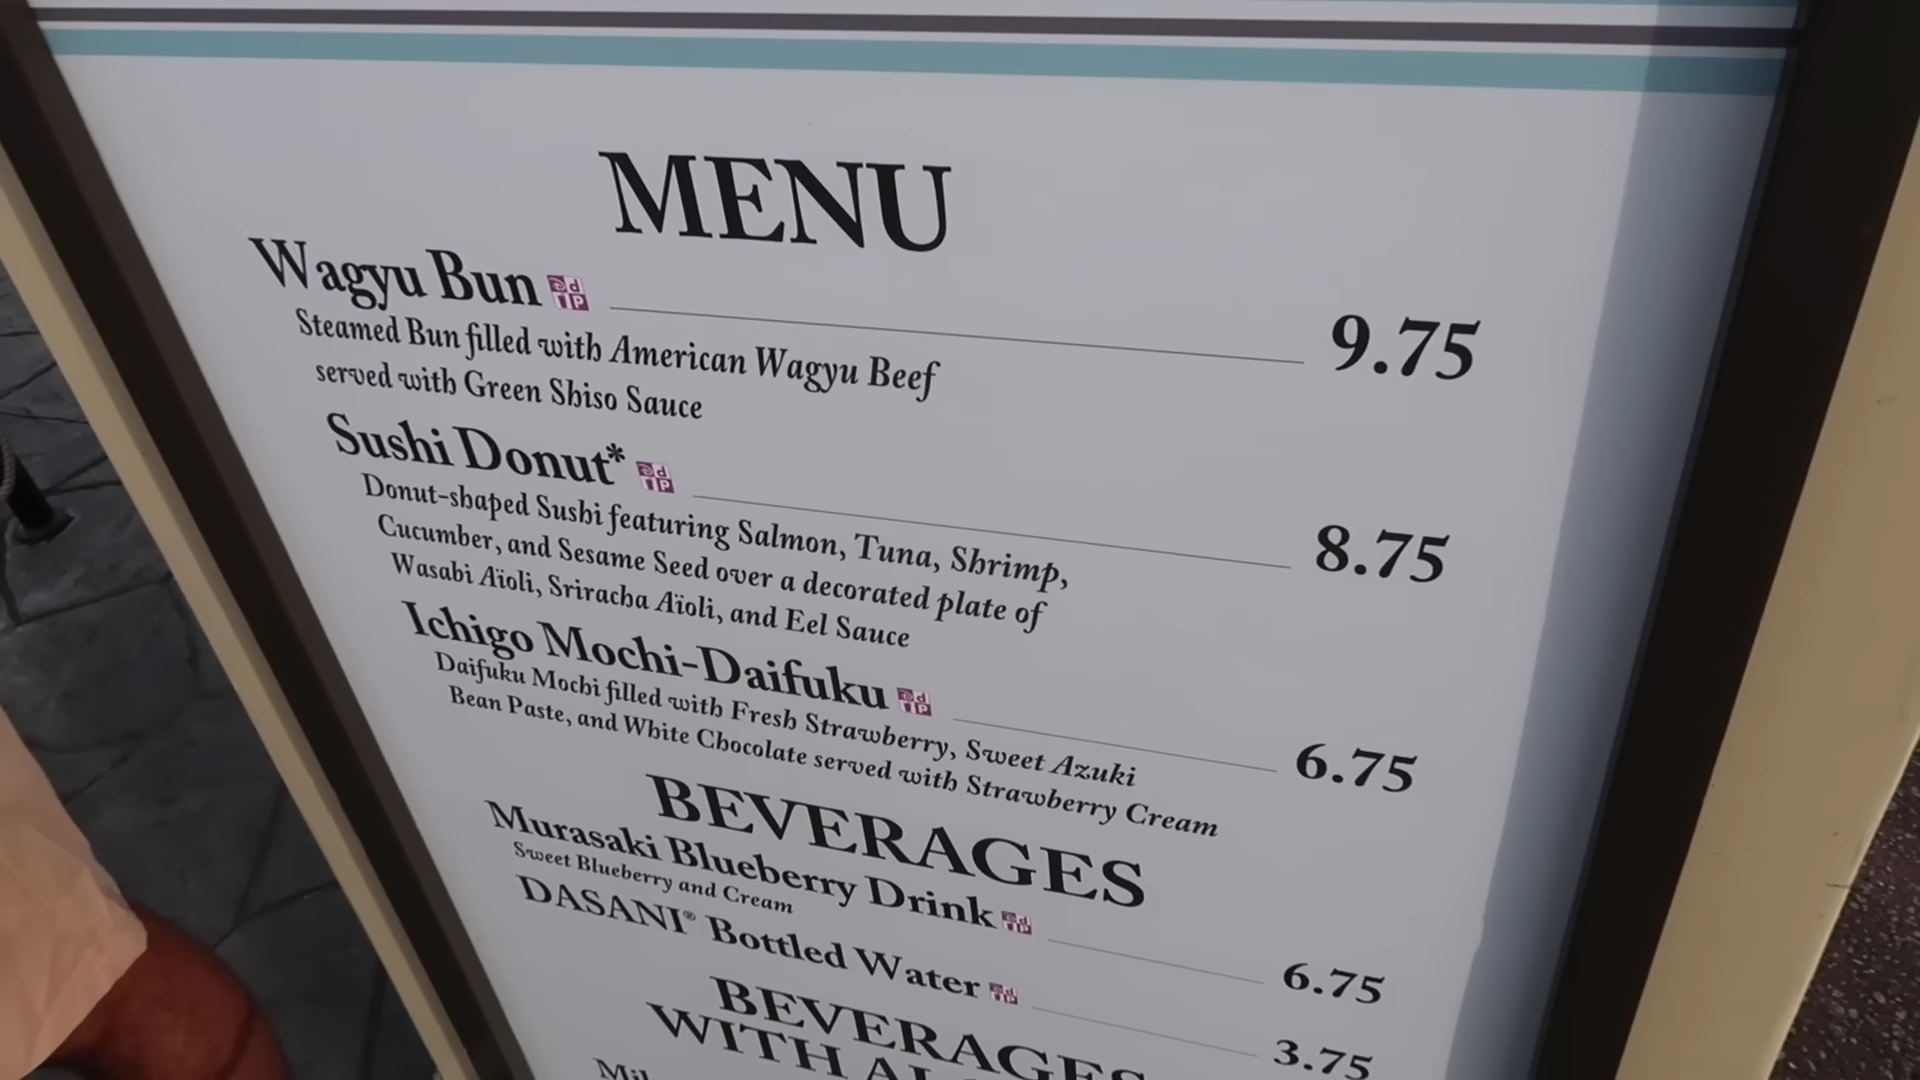 MENU
Wagyu Bun 9.75
Steamed Bun filled with American Wagyu Beef
served with Green Shiso Sauce
Sushi Donut* 8.75
Donut-shaped Sushi featuring Salmon, Tuna, Shrimp,
Cucumber, and Sesame Seed over a decorated plate of
Wasabi Aïoli, Sriracha Aïoli, and Eel Sauce
Ichigo Mochi-Daifuku 6.75
Daifuku Mochi filled with Fresh Strawberry, Sweet Azuki
Bean Paste, and White Chocolate served with Strawberry Cream
BEVERAGES
Murasaki Blueberry Drink 6.75
Sweet Blueberry and Cream
DASANI® Bottled Water 3.75
BEVERAGES
WITH